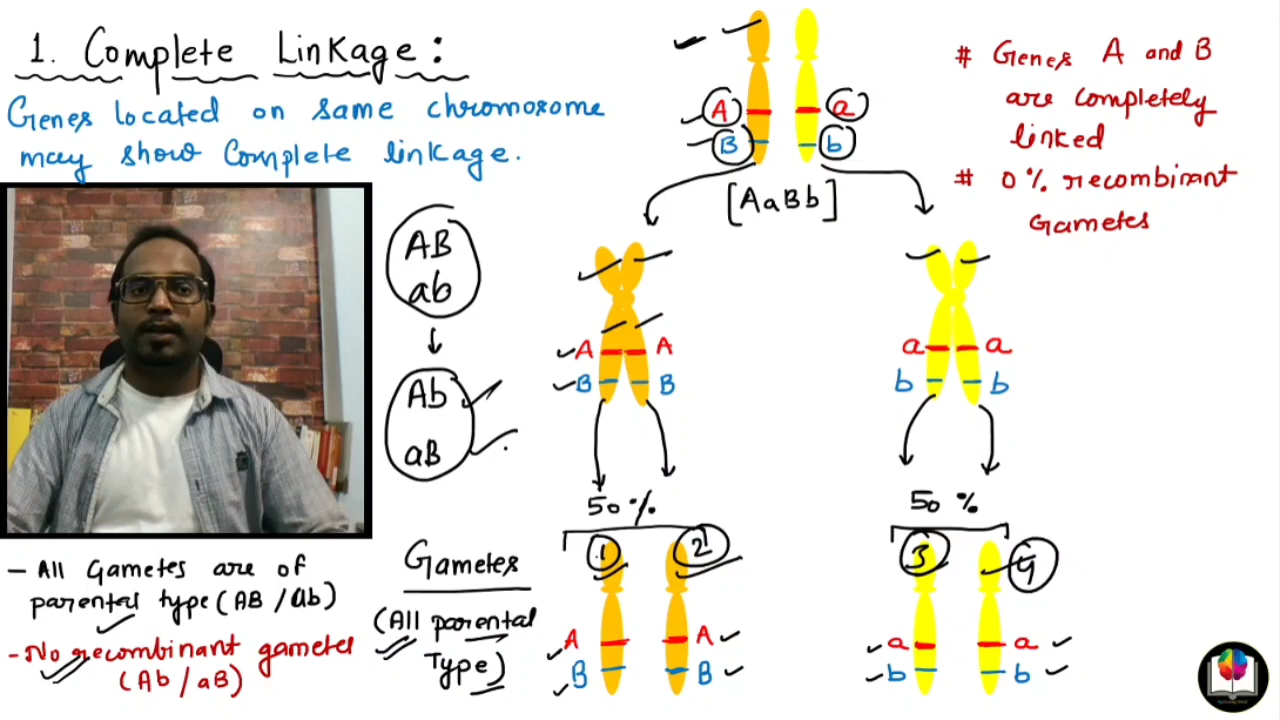 1. Complete Linkage:
Genes located on same chromosome
may show complete linkage.
A a
B b
[AaBb]
# Genes A and B
are completely
linked
# 0% recombinant
Gametes
AB
ab
Ab
aB
A A
B B
a a
b b
50%
50%
Gametes
(All parental
Type)
1 2
3 4
A A
B B
a a
b b
- All Gametes are of
parental type (AB/ab)
- No recombinant gametes
(Ab/aB)